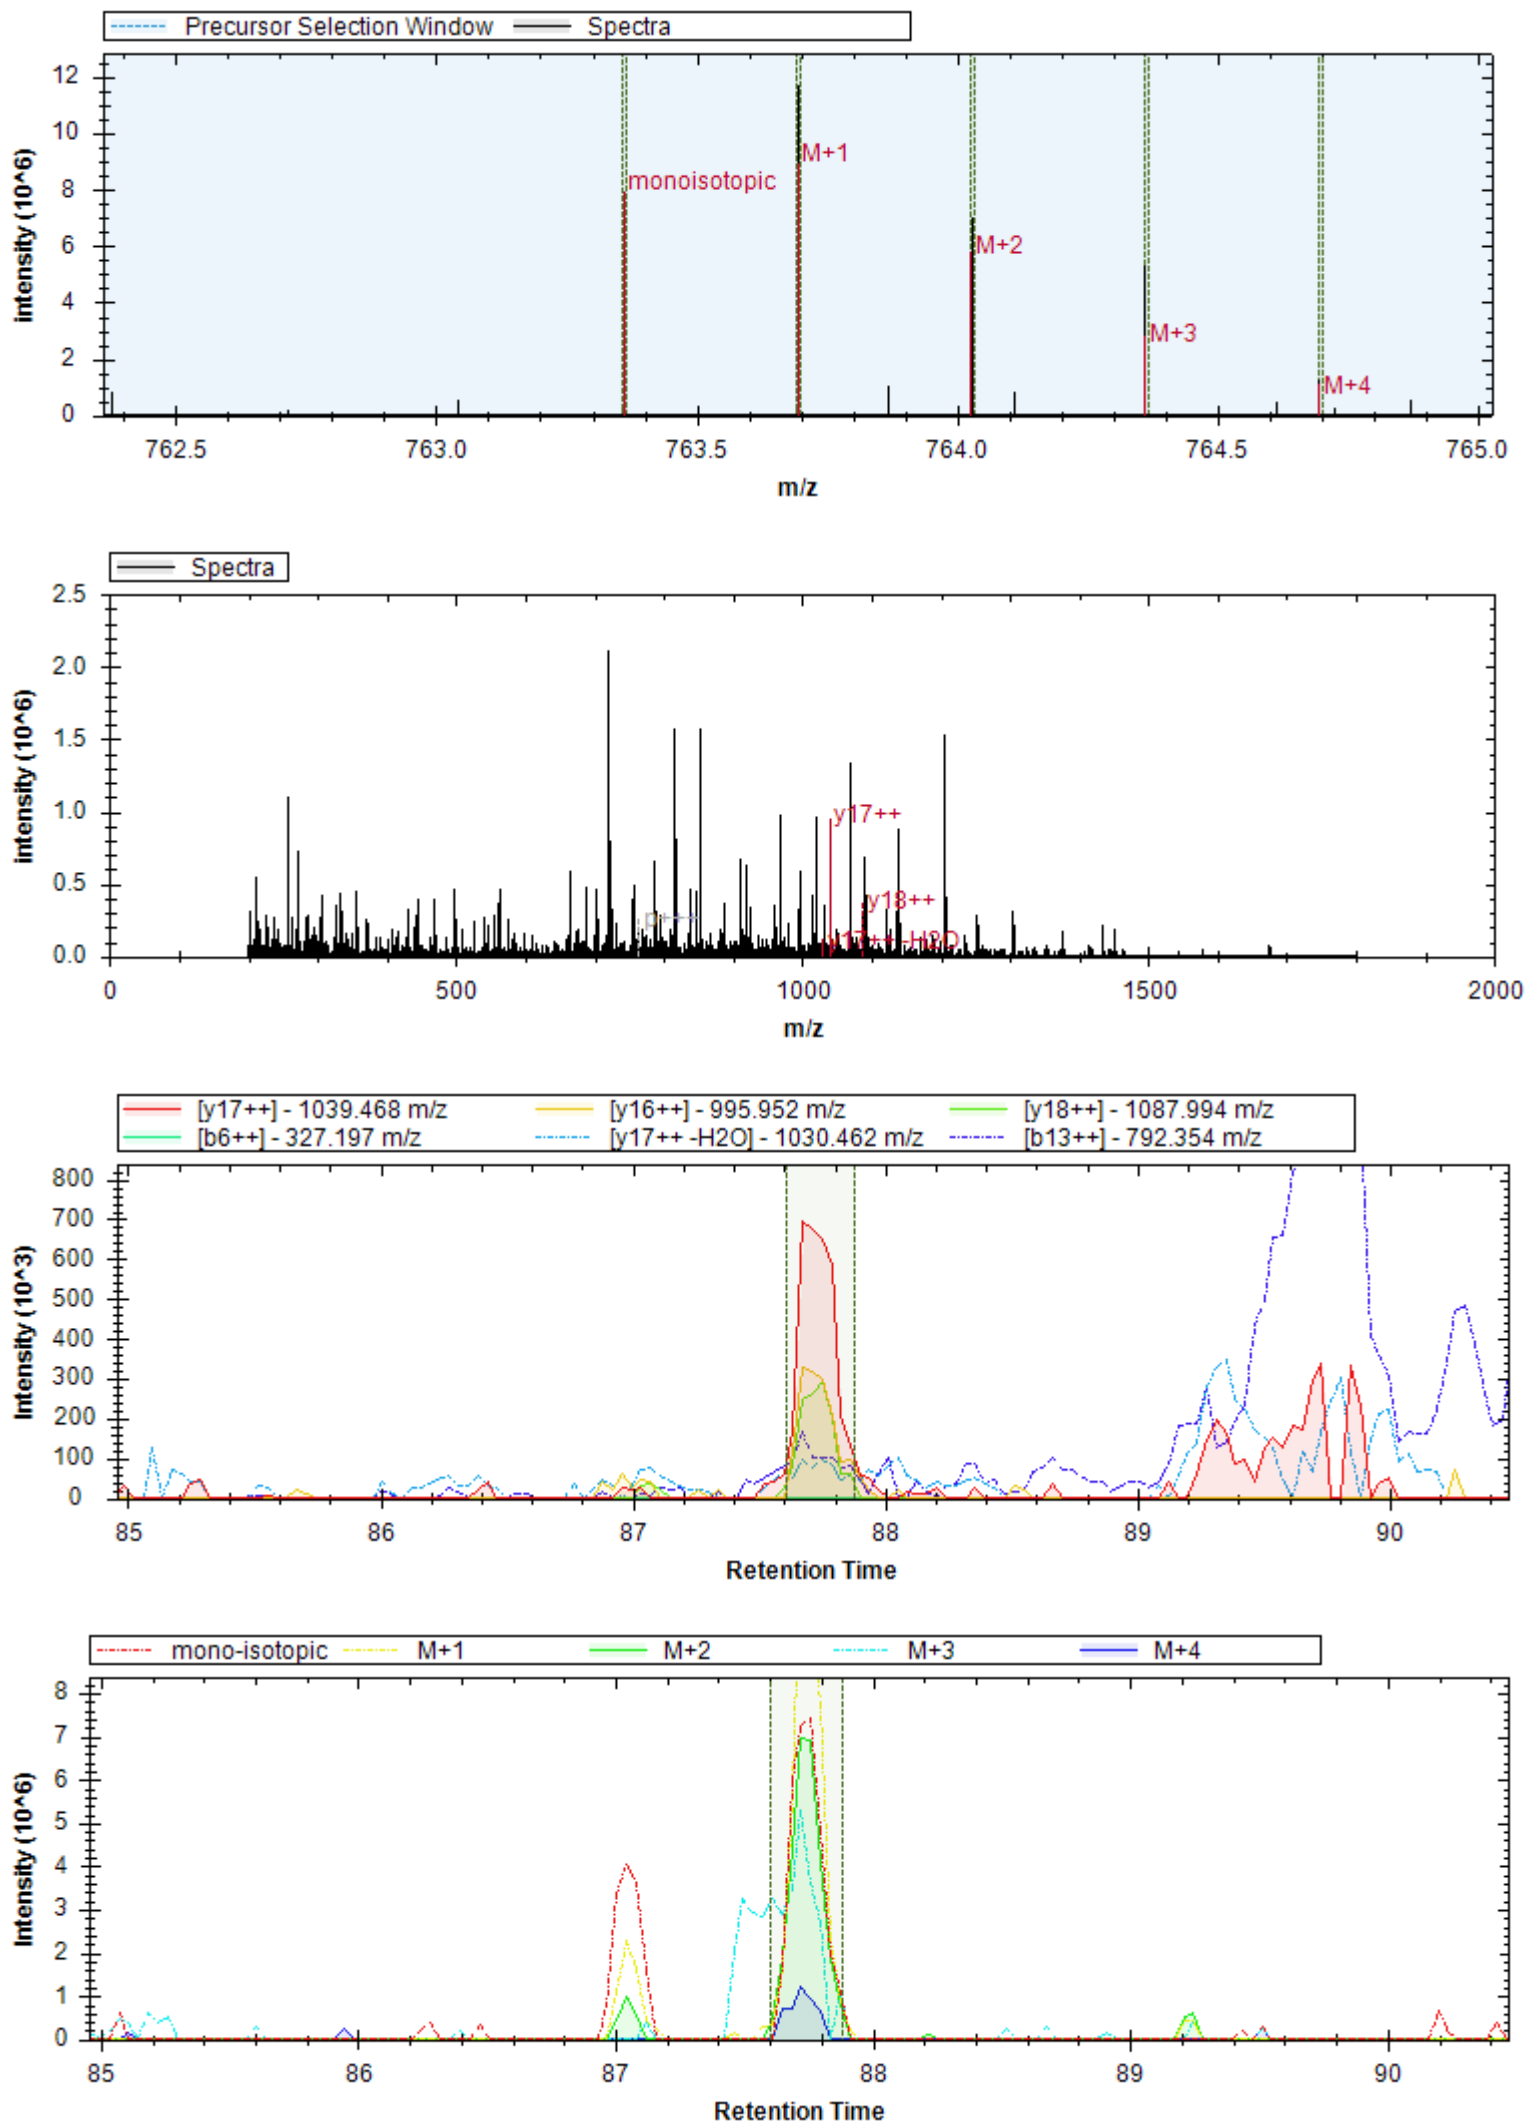 Precursor Selection Window Spectra
12
10
8
6
4
2
0
intensity (10^6)
monoisotopic
M+1
M+2
M+3
M+4
762.5 763.0 763.5 764.0 764.5 765.0
m/z
Spectra
2.5
2.0
1.5
1.0
0.5
0.0
intensity (10^6)
y17++
y18++
p+++
y17++ -H2O
0 500 1000 1500 2000
m/z
[y17++] - 1039.468 m/z [y16++] - 995.952 m/z [y18++] - 1087.994 m/z
[b6++] - 327.197 m/z [y17++ -H2O] - 1030.462 m/z [b13++] - 792.354 m/z
800
700
600
500
400
300
200
100
0
Intensity (10^3)
85 86 87 88 89 90
Retention Time
mono-isotopic M+1 M+2 M+3 M+4
8
7
6
5
4
3
2
1
0
Intensity (10^6)
85 86 87 88 89 90
Retention Time